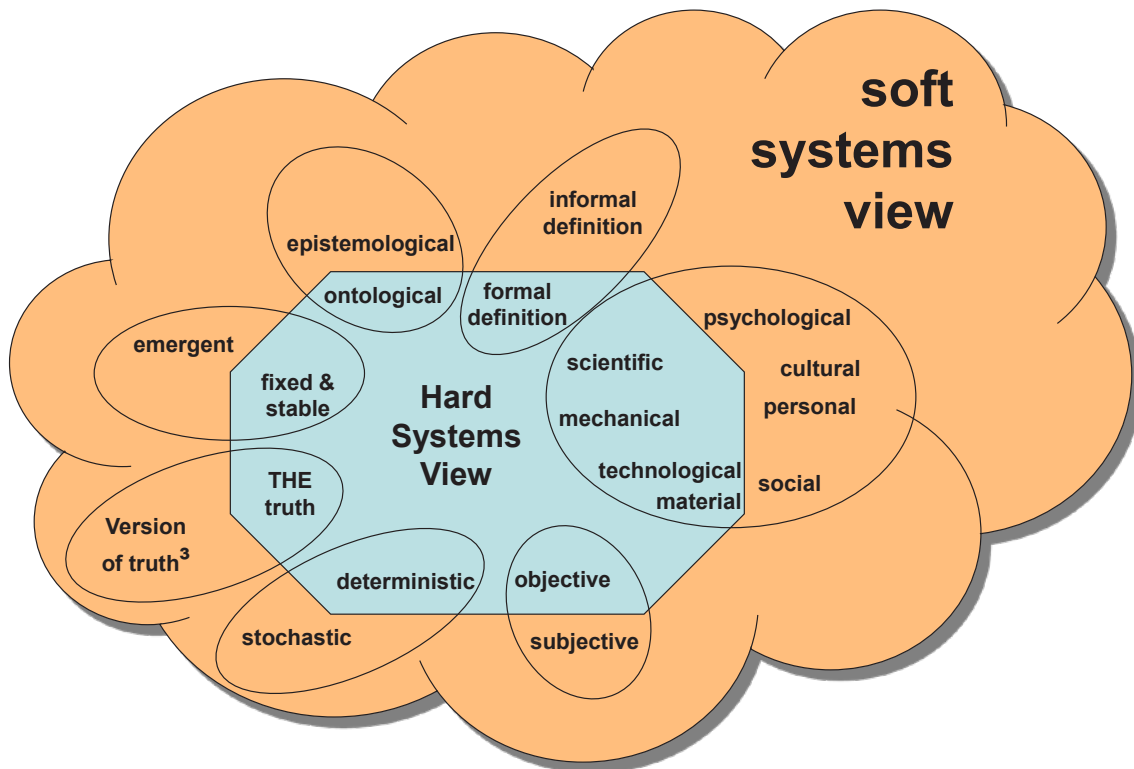 soft
systems
view
informal
definition
epistemological
ontological
formal
definition
psychological
emergent
scientific
cultural
fixed &
stable
Hard
Systems
View
personal
mechanical
THE
truth
technological
material
social
Version
of truth³
deterministic
objective
stochastic
subjective